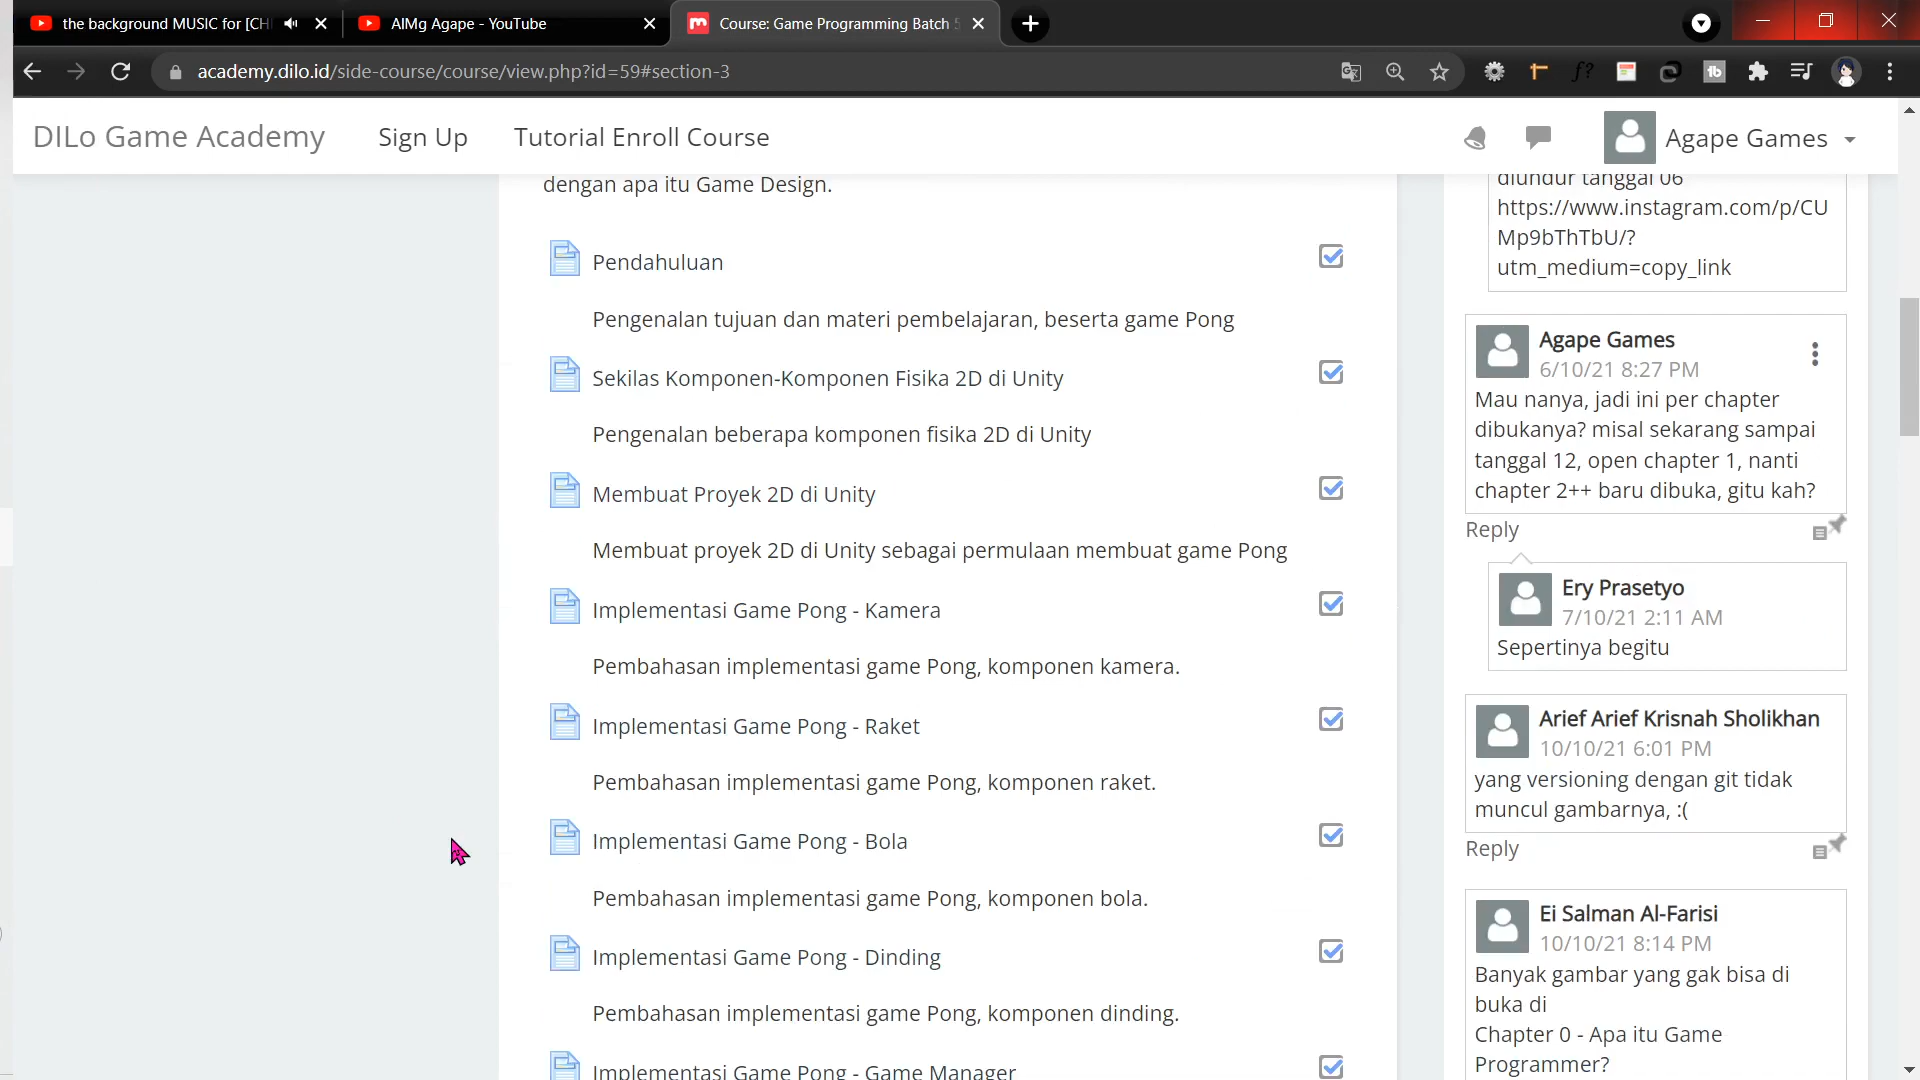 the background MUSIC for [CH
AIMg Agape - YouTube
Course: Game Programming Batch 5
academy.dilo.id/side-course/course/view.php?id=59#section-3
DILo Game Academy
Sign Up
Tutorial Enroll Course
Agape Games
dengan apa itu Game Design.
Pendahuluan
Pengenalan tujuan dan materi pembelajaran, beserta game Pong
Sekilas Komponen-Komponen Fisika 2D di Unity
Pengenalan beberapa komponen fisika 2D di Unity
Membuat Proyek 2D di Unity
Membuat proyek 2D di Unity sebagai permulaan membuat game Pong
Implementasi Game Pong - Kamera
Pembahasan implementasi game Pong, komponen kamera.
Implementasi Game Pong - Raket
Pembahasan implementasi game Pong, komponen raket.
Implementasi Game Pong - Bola
Pembahasan implementasi game Pong, komponen bola.
Implementasi Game Pong - Dinding
Pembahasan implementasi game Pong, komponen dinding.
Implementasi Game Pong - Game Manager
diundur tanggal 06
https://www.instagram.com/p/CU
Mp9bThTbU/?
utm_medium=copy_link
Agape Games
6/10/21 8:27 PM
Mau nanya, jadi ini per chapter
dibukanya? misal sekarang sampai
tanggal 12, open chapter 1, nanti
chapter 2++ baru dibuka, gitu kah?
Reply
Ery Prasetyo
7/10/21 2:11 AM
Sepertinya begitu
Arief Arief Krisnah Sholikhan
10/10/21 6:01 PM
yang versioning dengan git tidak
muncul gambarnya, :(
Reply
Ei Salman Al-Farisi
10/10/21 8:14 PM
Banyak gambar yang gak bisa di
buka di
Chapter 0 - Apa itu Game
Programmer?